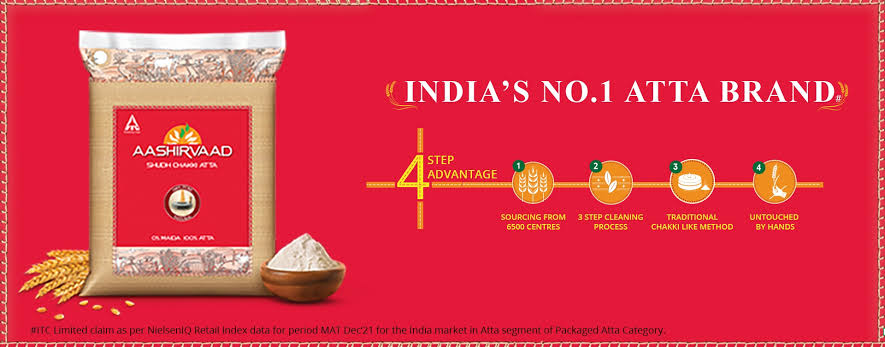 ITC
AASHIRVAAD
SHUDH CHAKKI ATTA
0% MAIDA 100% ATTA
INDIA'S NO.1 ATTA BRAND#
4 STEP
ADVANTAGE
1
SOURCING FROM
6500 CENTRES
2
3 STEP CLEANING
PROCESS
3
TRADITIONAL
CHAKKI LIKE METHOD
4
UNTOUCHED
BY HANDS
#ITC Limited claim as per NielsenIQ Retail Index data for period MAT Dec'21 for the India market in Atta segment of Packaged Atta Category.